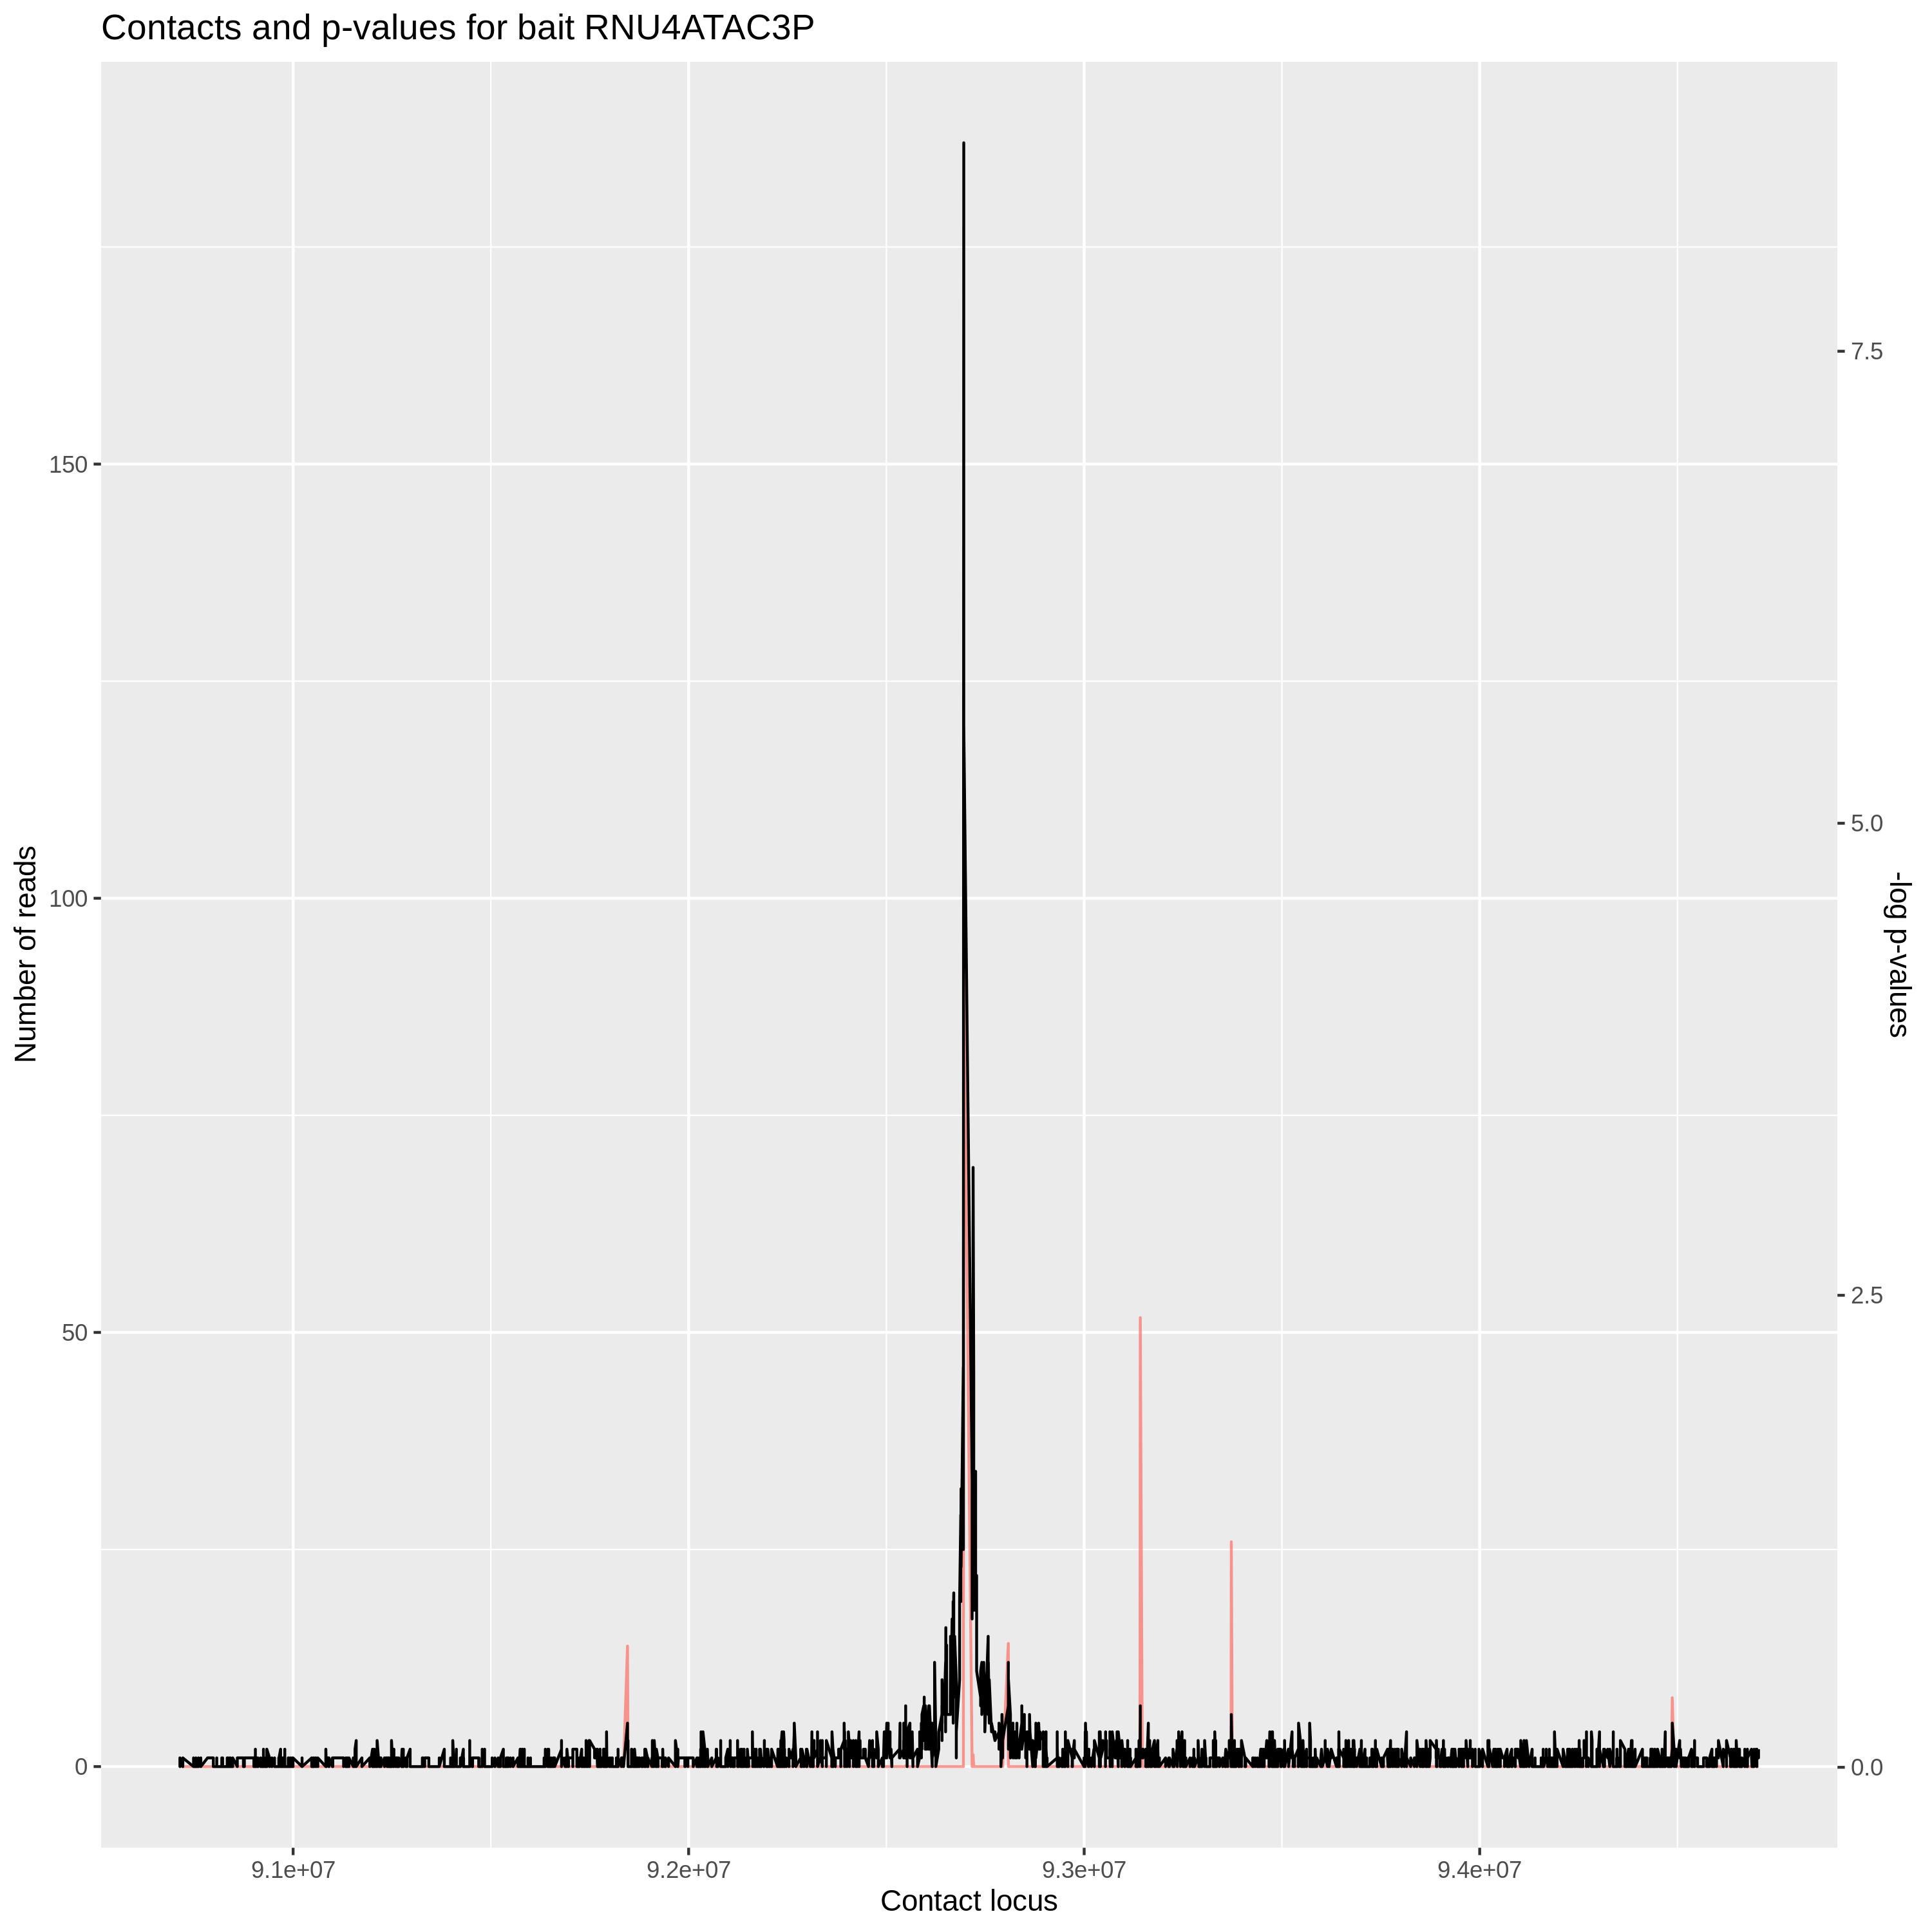 Contacts and p-values for bait RNU4ATAC3P
Number of reads
150
100
50
0
7.5
5.0
2.5
0.0
-log p-values
9.1e+07
9.2e+07
9.3e+07
9.4e+07
Contact locus